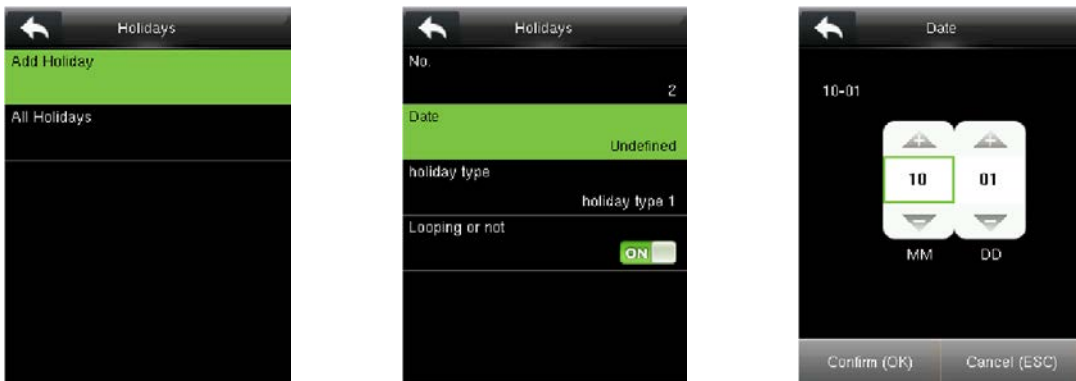 Holidays
Add Holiday
All Holidays
Holidays
No.
2
Date
Undefined
holiday type
holiday type 1
Looping or not
ON
Date
10-01
10 01
MM DD
Confirm (OK) Cancel (ESC)